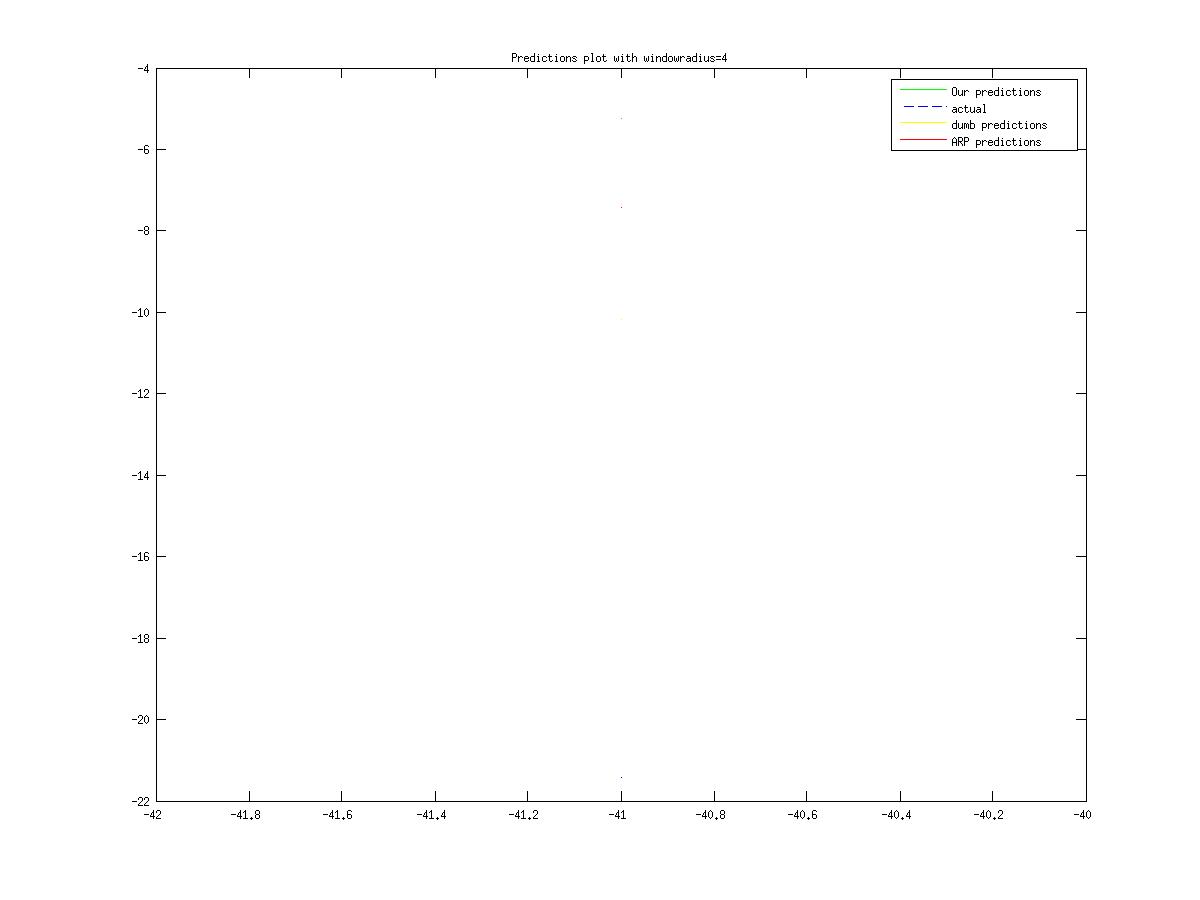 Predictions plot with windowradius=4
-4
Our predictions
actual
dumb predictions
ARP predictions
-6
-8
-10
-12
-14
-16
-18
-20
-22
-42 -41.8 -41.6 -41.4 -41.2 -41 -40.8 -40.6 -40.4 -40.2 -40